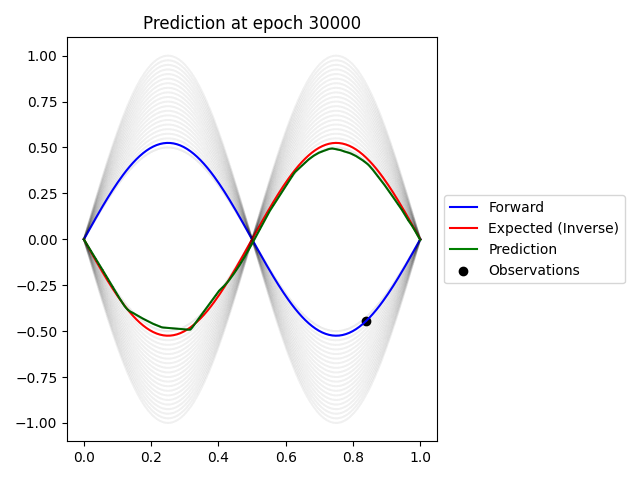 Prediction at epoch 30000
1.00
0.75
0.50
0.25
0.00
−0.25
−0.50
−0.75
−1.00
0.0 0.2 0.4 0.6 0.8 1.0
Forward
Expected (Inverse)
Prediction
Observations